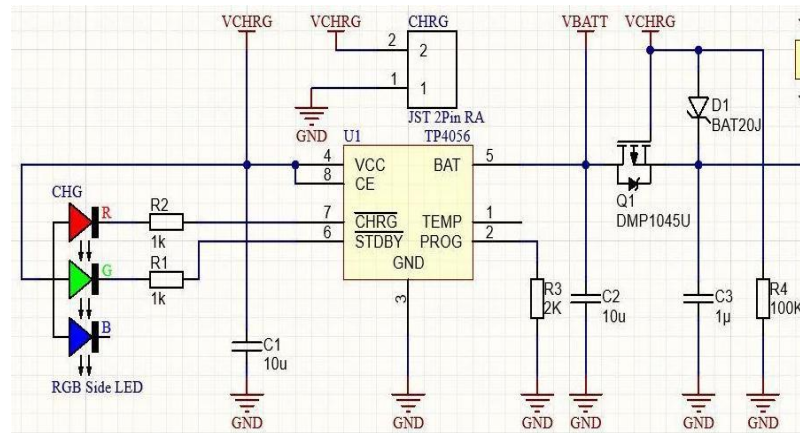 VCHRG
VCHRG
CHRG
VBATT
VCHRG
2
2
1
1
GND
JST 2Pin RA
D1
BAT20J
U1
TP4056
4
VCC
BAT
5
8
CE
Q1
DMP1045U
CHG
R
R2
1k
7
CHRG
TEMP
1
6
STDBY
PROG
2
G
R1
1k
GND
3
R3
2K
C2
10u
C3
1µ
R4
100K
B
C1
10u
RGB Side LED
GND
GND
GND
GND
GND
GND